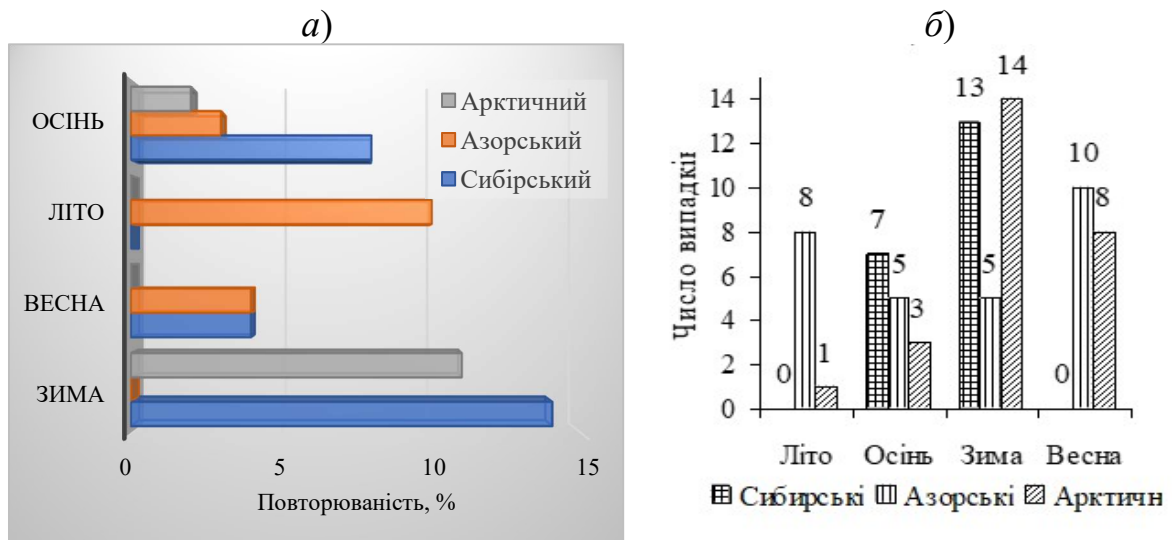 а)
Арктичний
Азорський
Сибірський
ОСІНЬ
ЛІТО
ВЕСНА
ЗИМА
0 5 10 15
Повторюваність, %
б)
Число випадків
14
12
10
8
6
4
2
0
0 8 1
7 5 3
13 5 14
0 10 8
Літо Осінь Зима Весна
Сибирські Азорські Арктичн